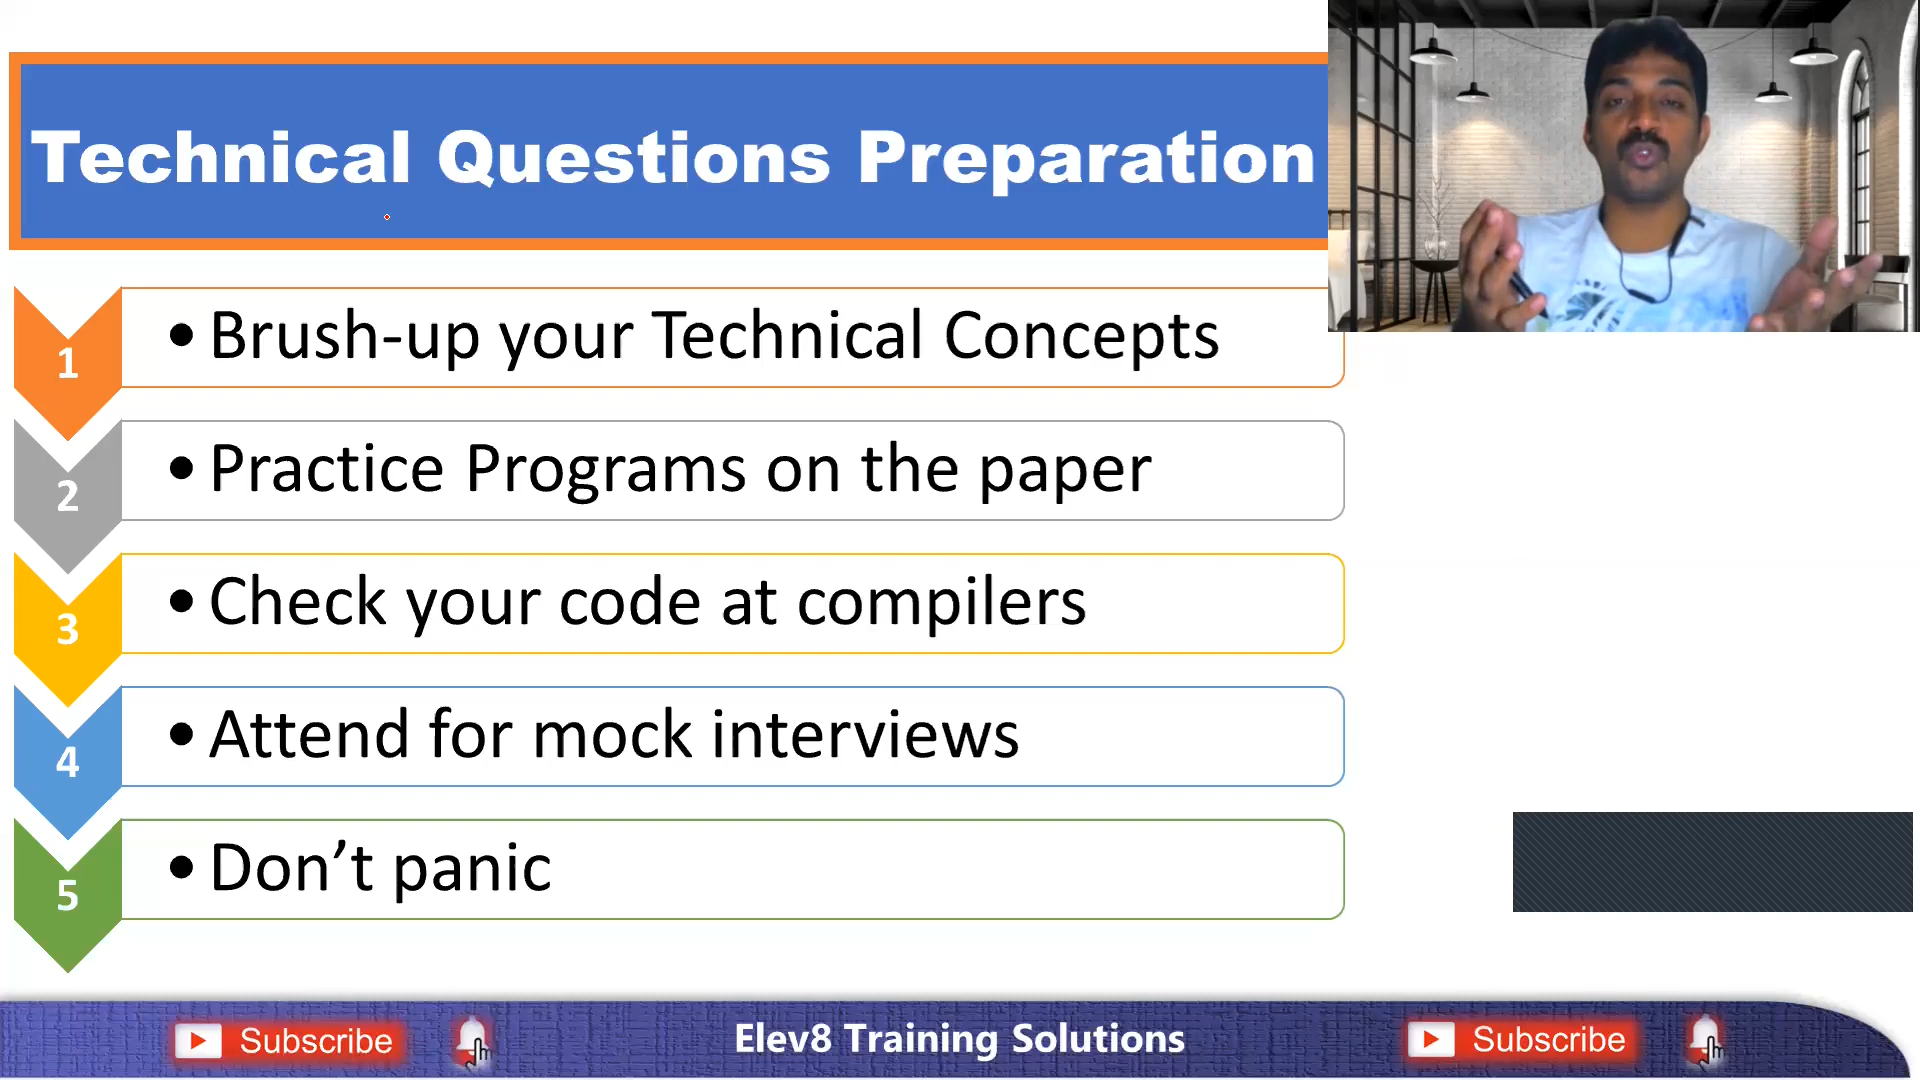 Technical Questions Preparation
1
• Brush-up your Technical Concepts
2
• Practice Programs on the paper
3
• Check your code at compilers
4
• Attend for mock interviews
5
• Don’t panic
Subscribe
Elev8 Training Solutions
Subscribe